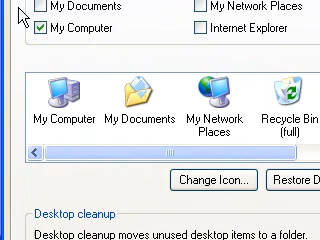 My Documents
My Network Places
My Computer
Internet Explorer
My Computer
My Documents
My Network
Places
Recycle Bin
(full)
Change Icon...
Restore D
Desktop cleanup
Desktop cleanup moves unused desktop items to a folder.